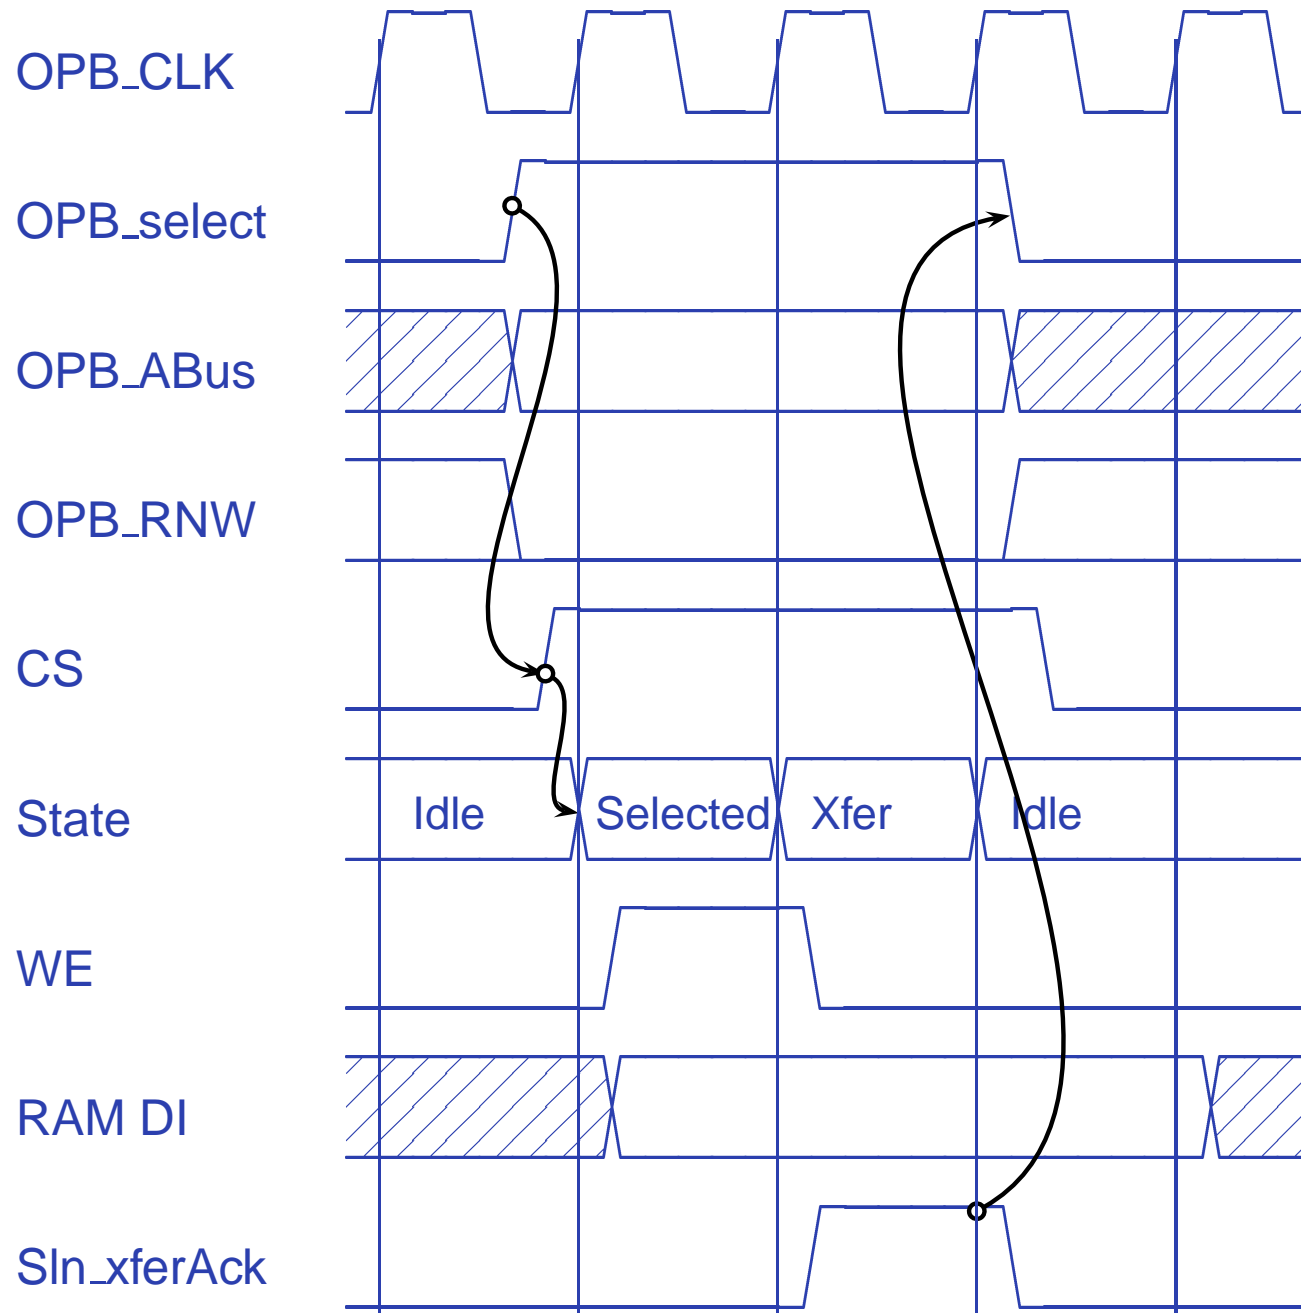 OPB_CLK
OPB_select
OPB_ABus
OPB_RNW
CS
State Idle Selected Xfer Idle
WE
RAM DI
Sln_xferAck